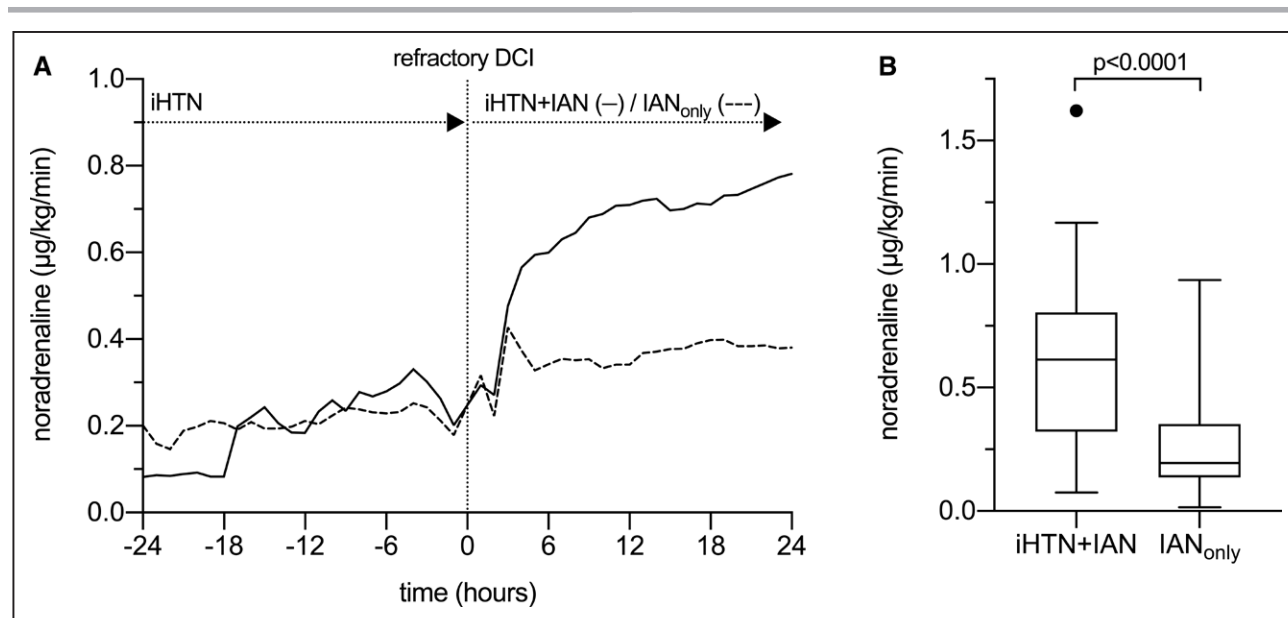 A
refractory DCI
iHTN
iHTN+IAN (–) / IANonly (---)
noradrenaline (µg/kg/min)
1.0
0.8
0.6
0.4
0.2
0.0
-24 -18 -12 -6 0 6 12 18 24
time (hours)
B
p<0.0001
noradrenaline (µg/kg/min)
1.5
1.0
0.5
0.0
iHTN+IAN IANonly